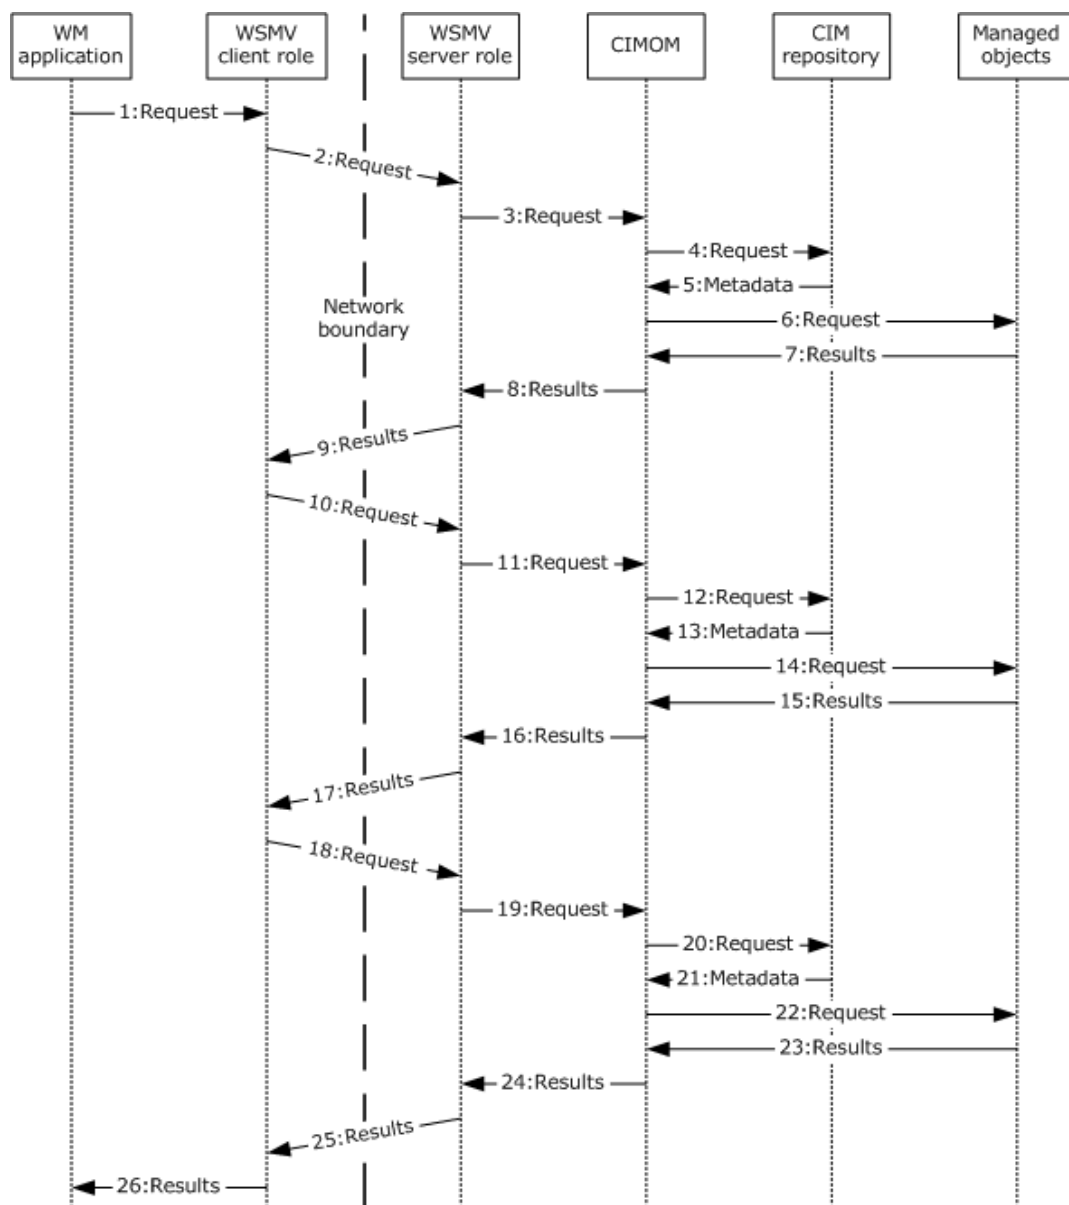 WM
application
WSMV
client role
WSMV
server role
CIMOM
CIM
repository
Managed
objects
1:Request
2:Request
3:Request
4:Request
5:Metadata
Network
boundary
6:Request
7:Results
8:Results
9:Results
10:Request
11:Request
12:Request
13:Metadata
14:Request
15:Results
16:Results
17:Results
18:Request
19:Request
20:Request
21:Metadata
22:Request
23:Results
24:Results
25:Results
26:Results